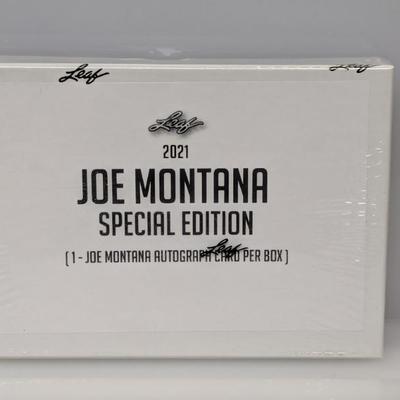 Leaf
Leaf
Leaf
2021
JOE MONTANA
SPECIAL EDITION
[ 1 - JOE MONTANA AUTOGRAPH CARD PER BOX ]
Leaf